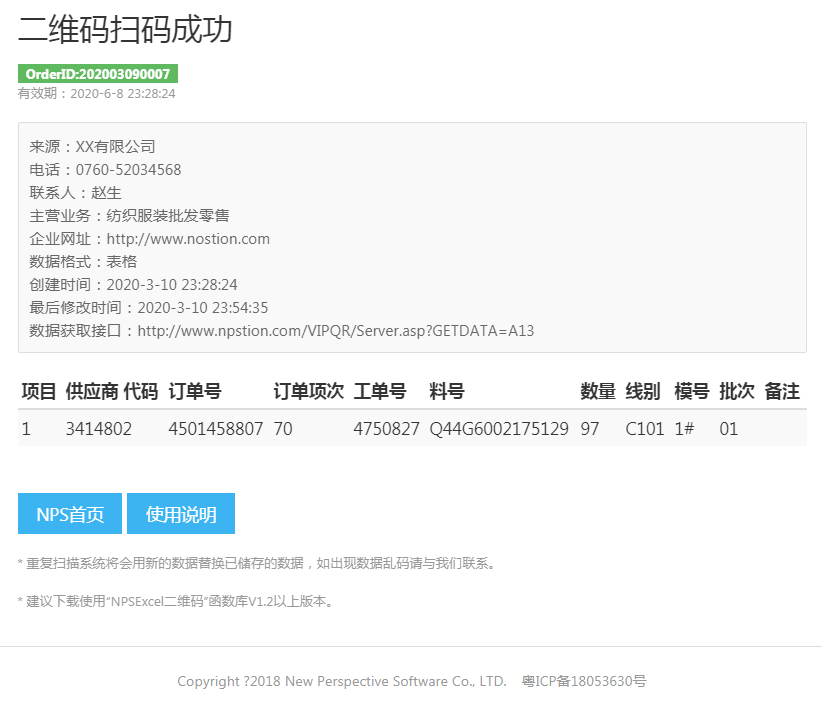 二维码扫码成功
OrderID:202003090007
有效期：2020-6-8 23:28:24
来源：XX有限公司
电话：0760-52034568
联系人：赵生
主营业务：纺织服装批发零售
企业网址：http://www.nostion.com
数据格式：表格
创建时间：2020-3-10 23:28:24
最后修改时间：2020-3-10 23:54:35
数据获取接口：http://www.npstion.com/VIPQR/Server.asp?GETDATA=A13
项目 供应商 代码 订单号 订单项次 工单号 料号 数量 线别 模号 批次 备注
1 3414802 4501458807 70 4750827 Q44G6002175129 97 C101 1# 01
NPS首页 使用说明
* 重复扫描系统将会用新的数据替换已储存的数据，如出现数据乱码请与我们联系。
* 建议下载使用“NPSExcel二维码”函数库V1.2以上版本。
Copyright ?2018 New Perspective Software Co., LTD. 粤ICP备18053630号